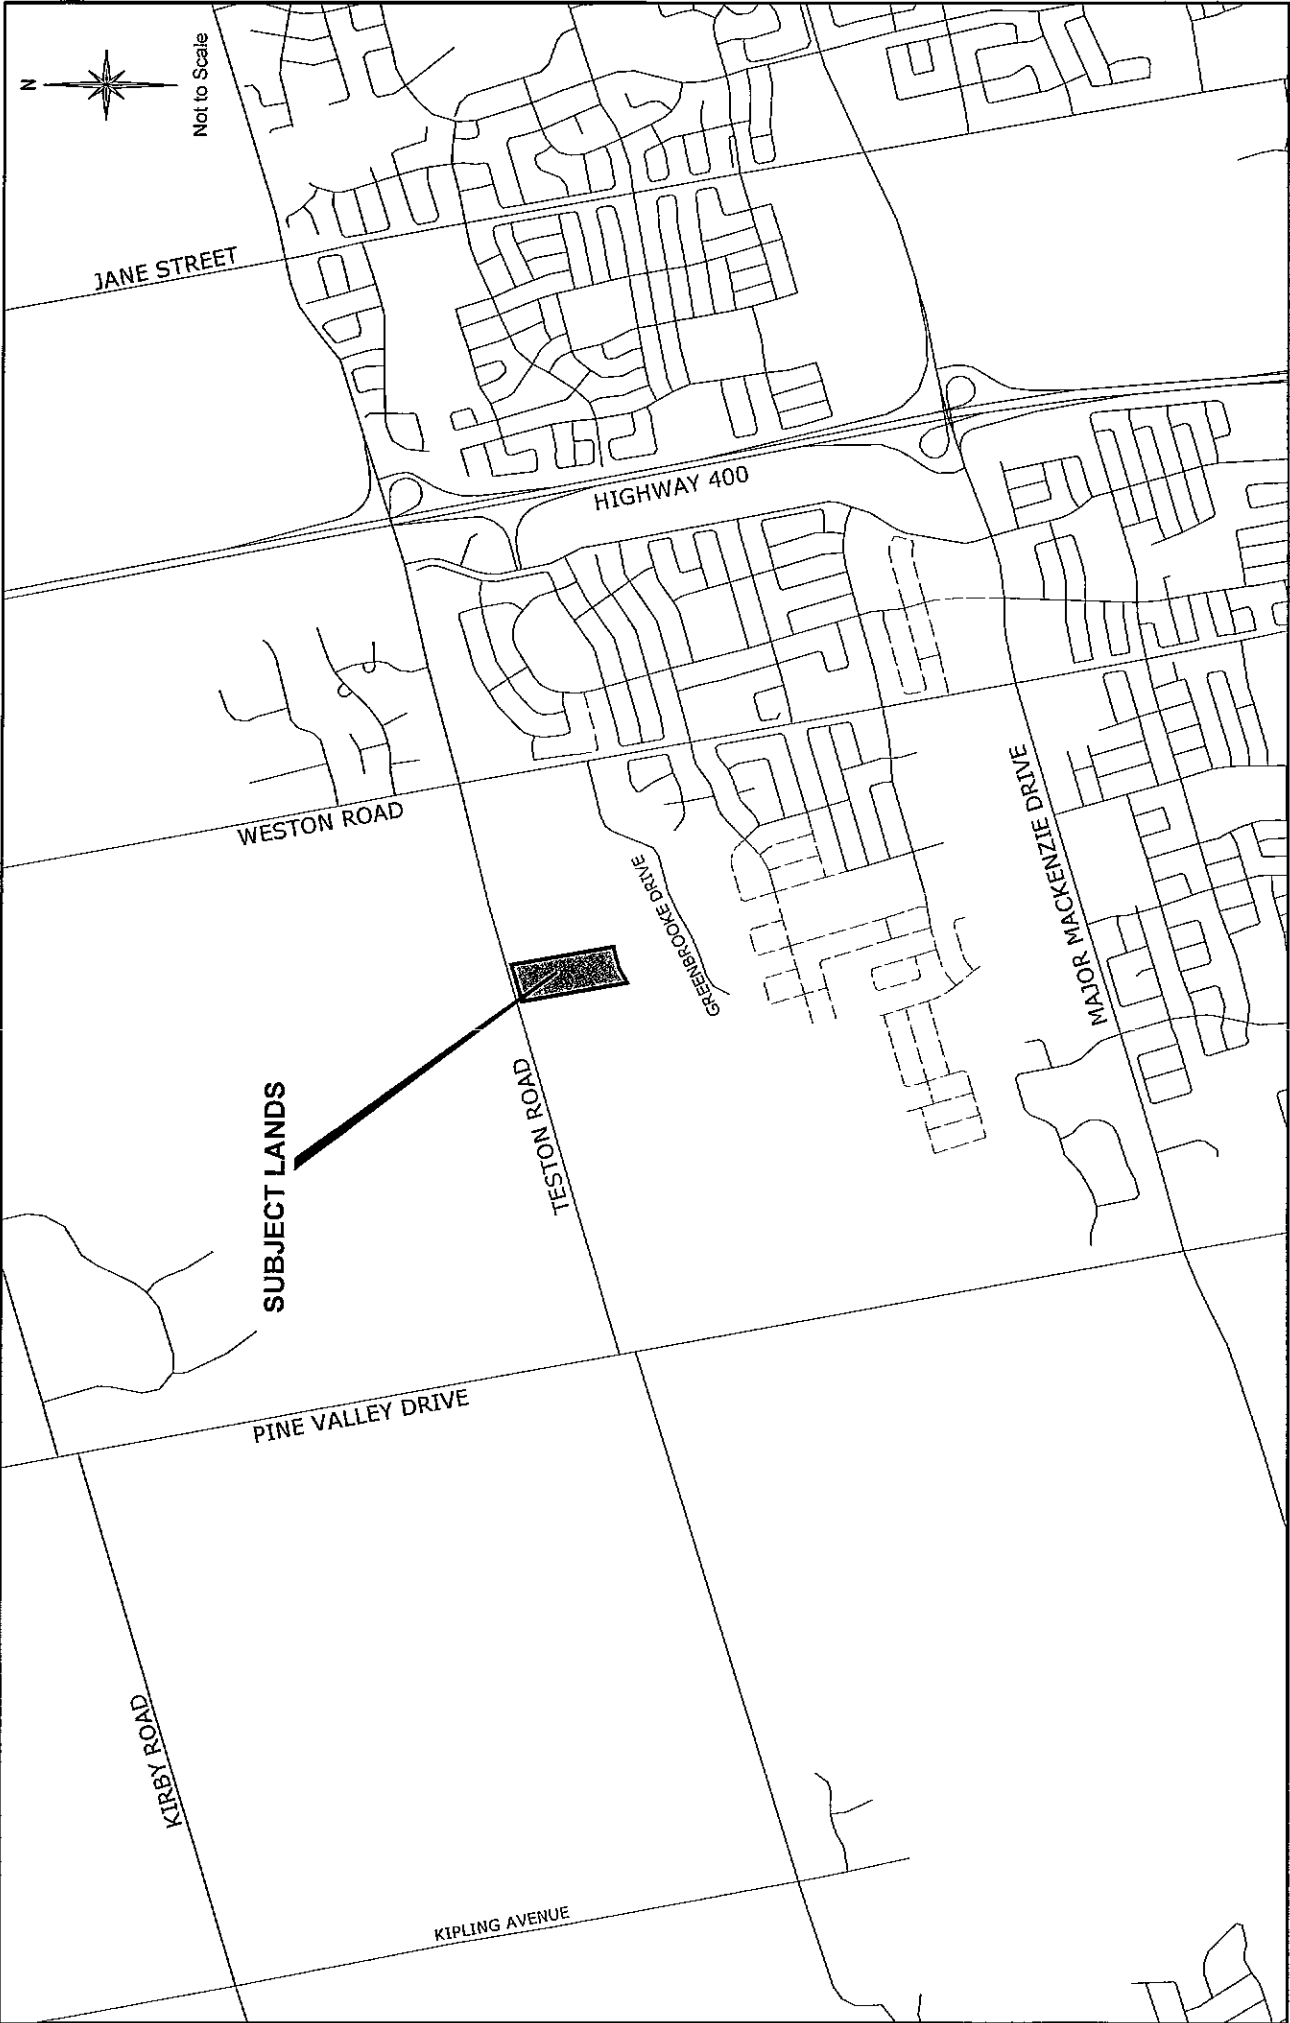 N
Not to Scale
JANE STREET
HIGHWAY 400
WESTON ROAD
GREENBROOKE DRIVE
MAJOR MACKENZIE DRIVE
SUBJECT LANDS
TESTON ROAD
PINE VALLEY DRIVE
KIRBY ROAD
KIPLING AVENUE